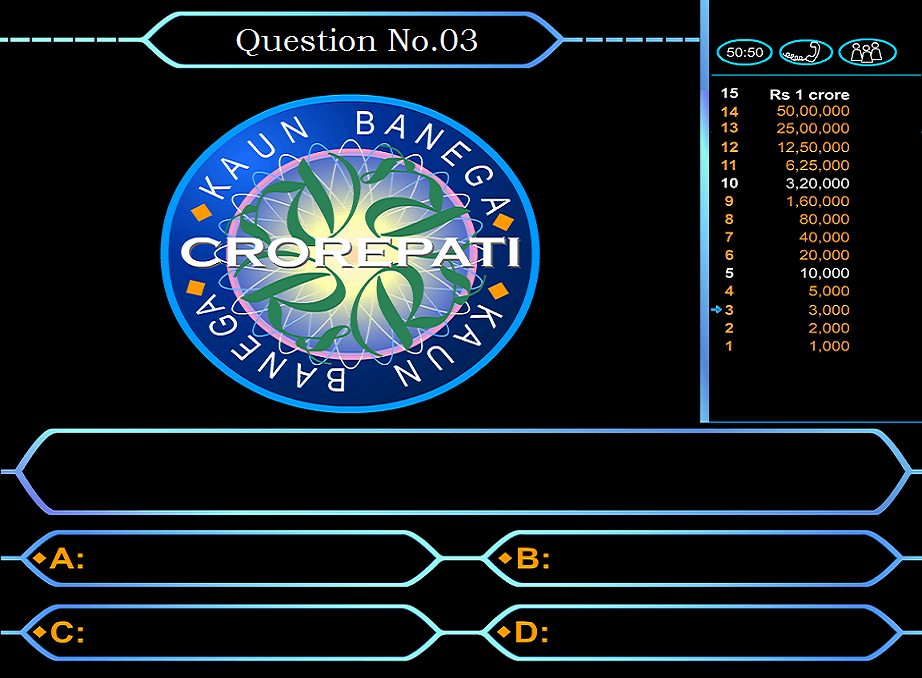 Question No.03
50:50
KAUN BANEGA
CROREPATI
KAUN BANEGA
15 Rs 1 crore
14 50,00,000
13 25,00,000
12 12,50,000
11 6,25,000
10 3,20,000
9 1,60,000
8 80,000
7 40,000
6 20,000
5 10,000
4 5,000
3 3,000
2 2,000
1 1,000
A:
B:
C:
D: